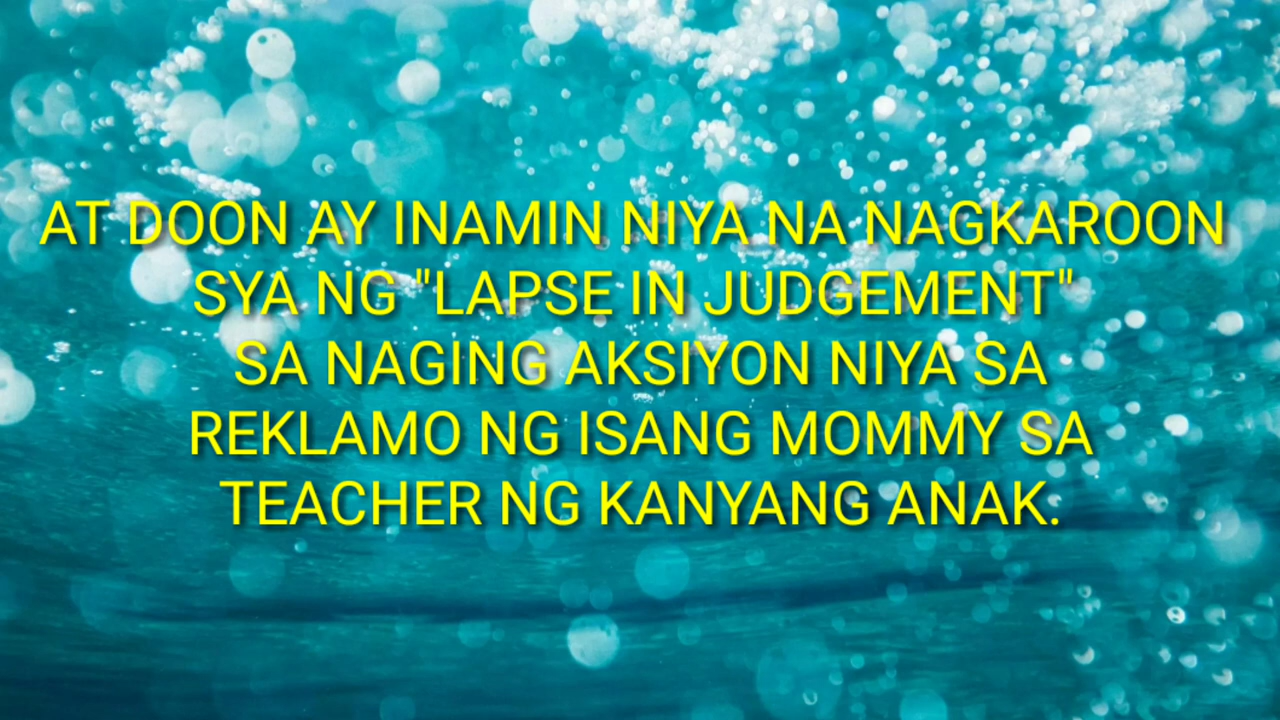 AT DOON AY INAMIN NIYA NA NAGKAROON
SYA NG "LAPSE IN JUDGEMENT"
SA NAGING AKSIYON NIYA SA
REKLAMO NG ISANG MOMMY SA
TEACHER NG KANYANG ANAK.